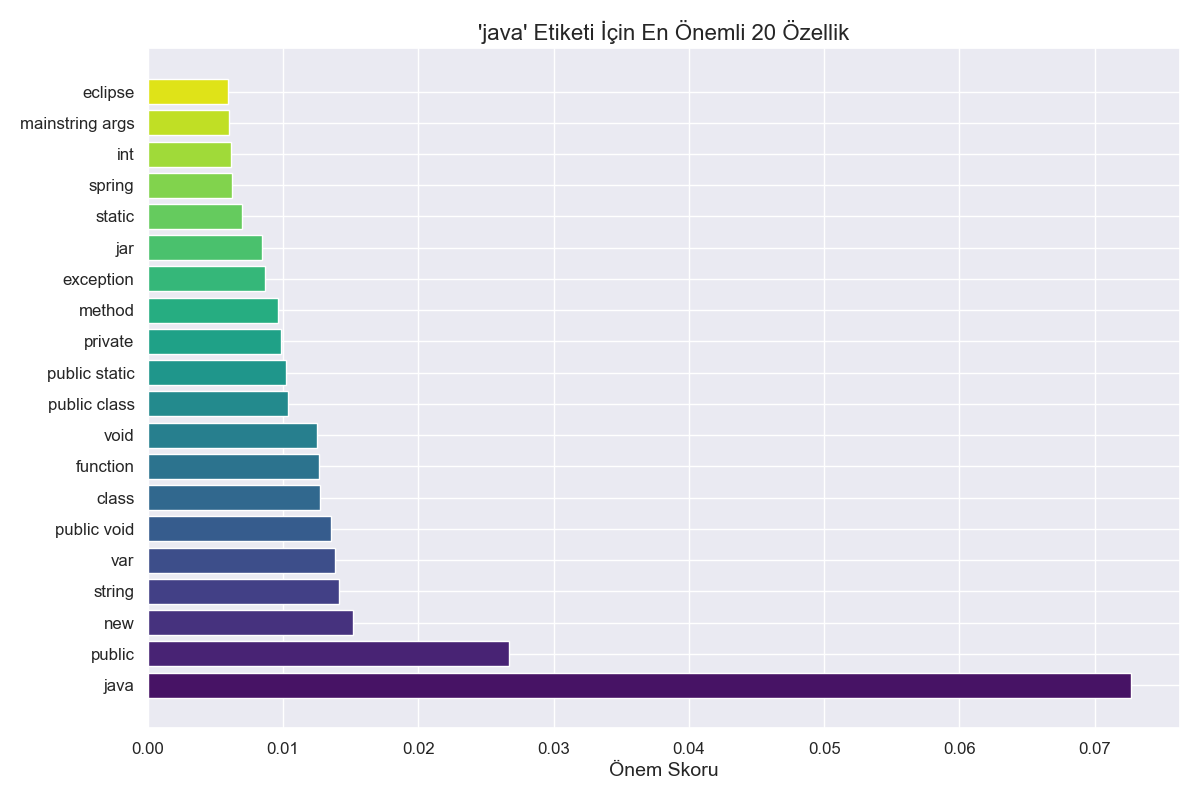 'java' Etiketi İçin En Önemli 20 Özellik
eclipse
mainstring args
int
spring
static
jar
exception
method
private
public static
public class
void
function
class
public void
var
string
new
public
java
0.00 0.01 0.02 0.03 0.04 0.05 0.06 0.07
Önem Skoru